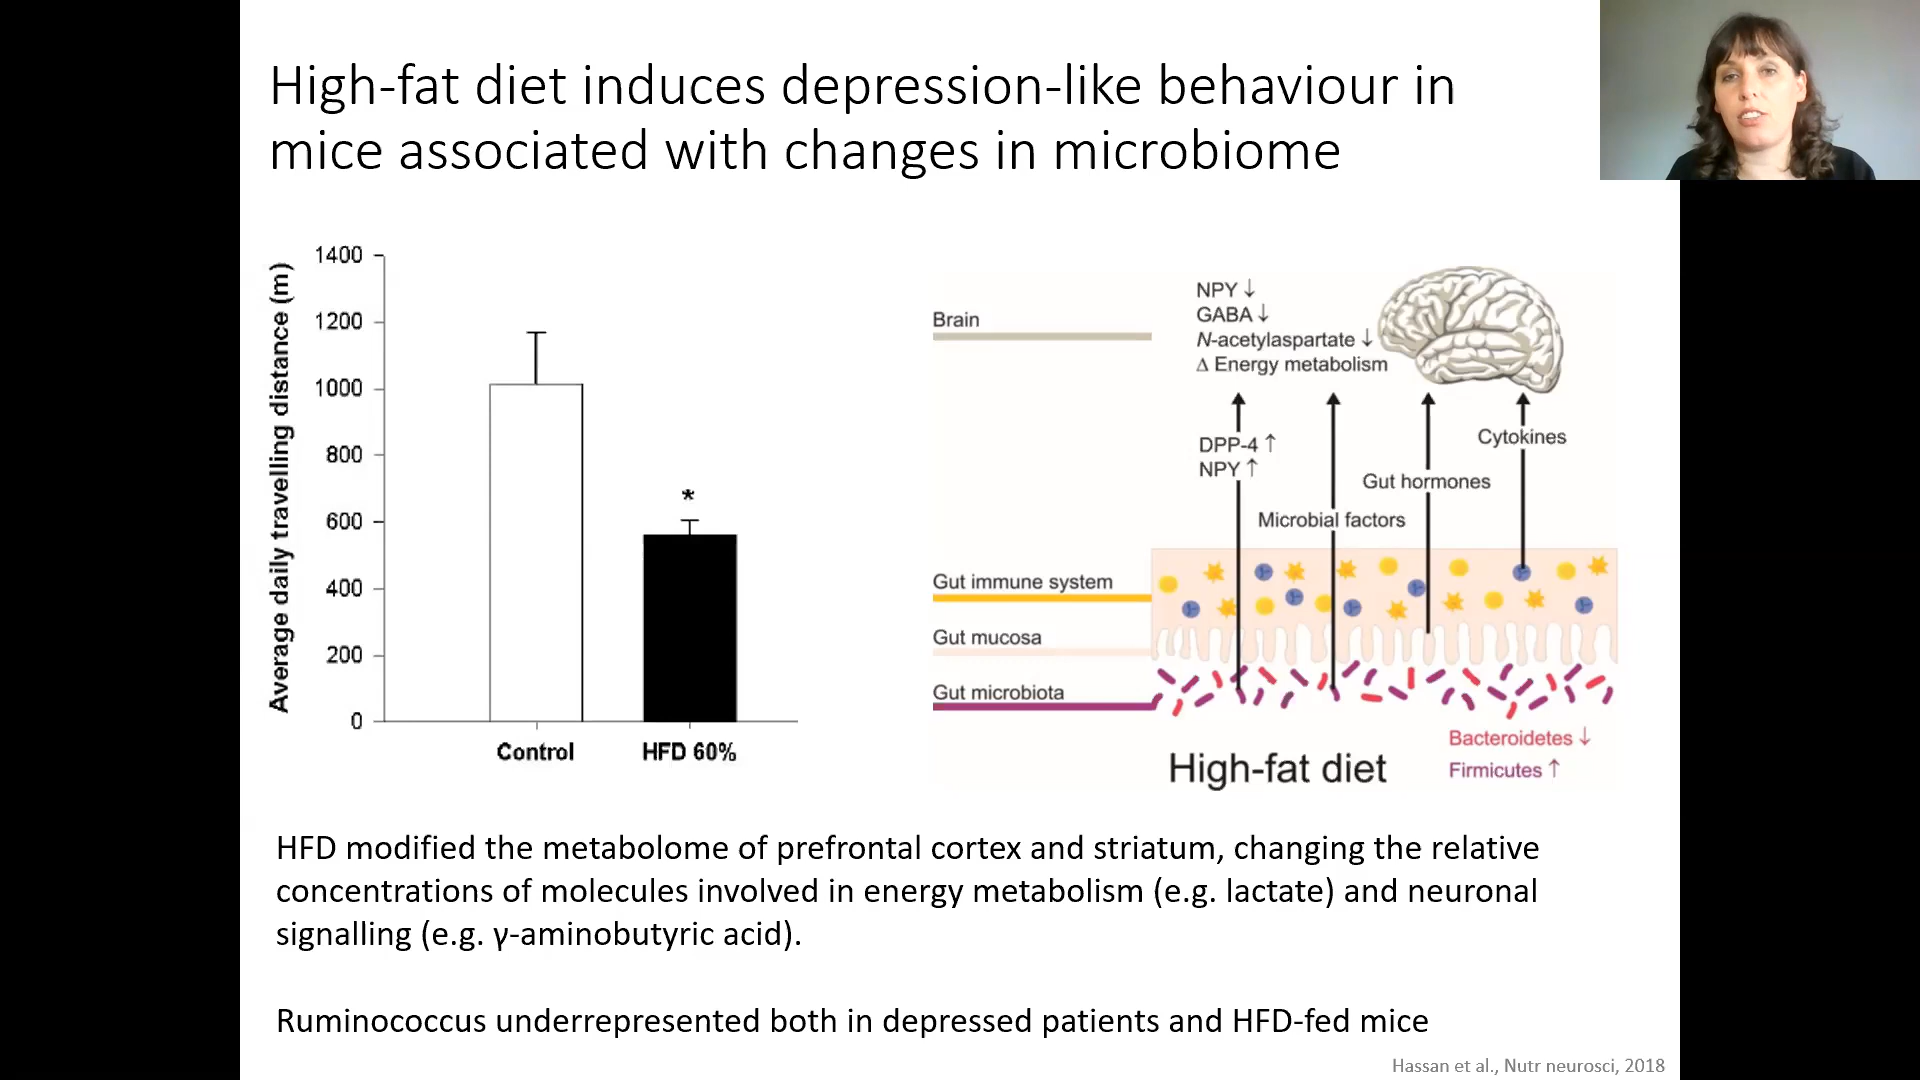 High-fat diet induces depression-like behaviour in
mice associated with changes in microbiome
Average daily travelling distance (m)
1400
1200
1000
800
600
400
200
0
*
Control
HFD 60%
Brain
NPY ↓
GABA ↓
N-acetylaspartate ↓
Δ Energy metabolism
DPP-4 ↑
NPY ↑
Cytokines
Gut hormones
Microbial factors
Gut immune system
Gut mucosa
Gut microbiota
High-fat diet
Bacteroidetes ↓
Firmicutes ↑
HFD modified the metabolome of prefrontal cortex and striatum, changing the relative
concentrations of molecules involved in energy metabolism (e.g. lactate) and neuronal
signalling (e.g. γ-aminobutyric acid).
Ruminococcus underrepresented both in depressed patients and HFD-fed mice
Hassan et al., Nutr neurosci, 2018